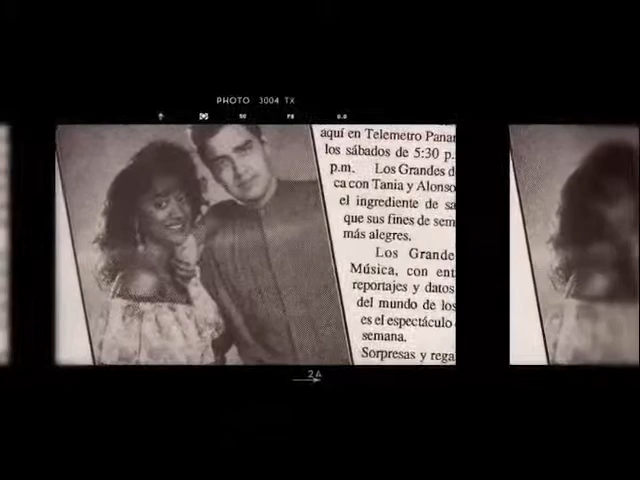 PHOTO 3004 TX
aquí en Telemetro Panam
los sábados de 5:30 p.
p.m. Los Grandes d
ca con Tania y Alonso
el ingrediente de sa
que sus fines de sem
más alegres.
Los Grande
Música, con ent
reportajes y datos
del mundo de los
es el espectáculo
semana.
Sorpresas y rega
2A